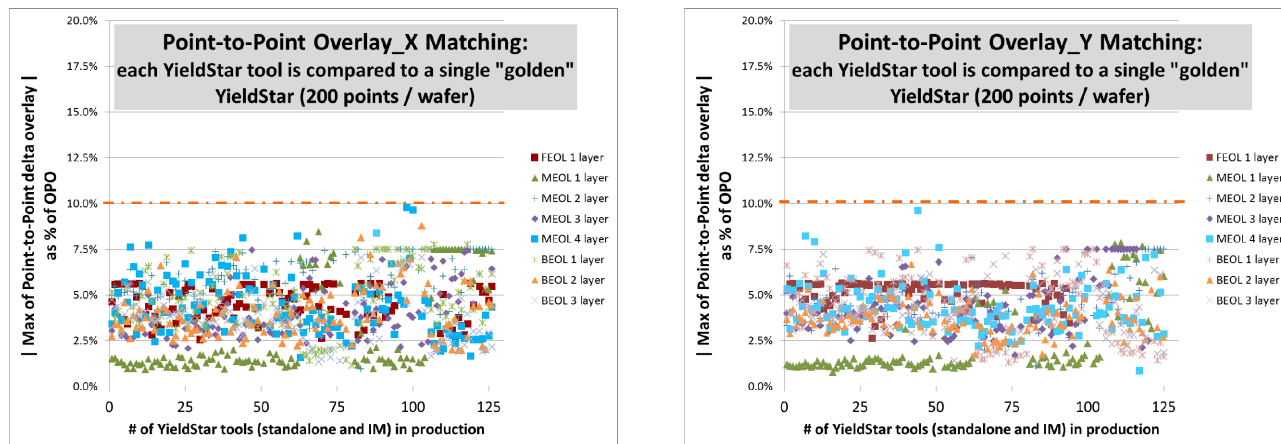 Point-to-Point Overlay_X Matching:
each YieldStar tool is compared to a single "golden"
YieldStar (200 points / wafer)
| Max of Point-to-Point delta overlay |
as % of OPO
20.0%
17.5%
15.0%
12.5%
10.0%
7.5%
5.0%
2.5%
0.0%
0 25 50 75 100 125
# of YieldStar tools (standalone and IM) in production
FEOL 1 layer
MEOL 1 layer
MEOL 2 layer
MEOL 3 layer
MEOL 4 layer
BEOL 1 layer
BEOL 2 layer
BEOL 3 layer
Point-to-Point Overlay_Y Matching:
each YieldStar tool is compared to a single "golden"
YieldStar (200 points / wafer)
| Max of Point-to-Point delta overlay |
as % of OPO
20.0%
17.5%
15.0%
12.5%
10.0%
7.5%
5.0%
2.5%
0.0%
0 25 50 75 100 125
# of YieldStar tools (standalone and IM) in production
FEOL 1 layer
MEOL 1 layer
MEOL 2 layer
MEOL 3 layer
MEOL 4 layer
BEOL 1 layer
BEOL 2 layer
BEOL 3 layer